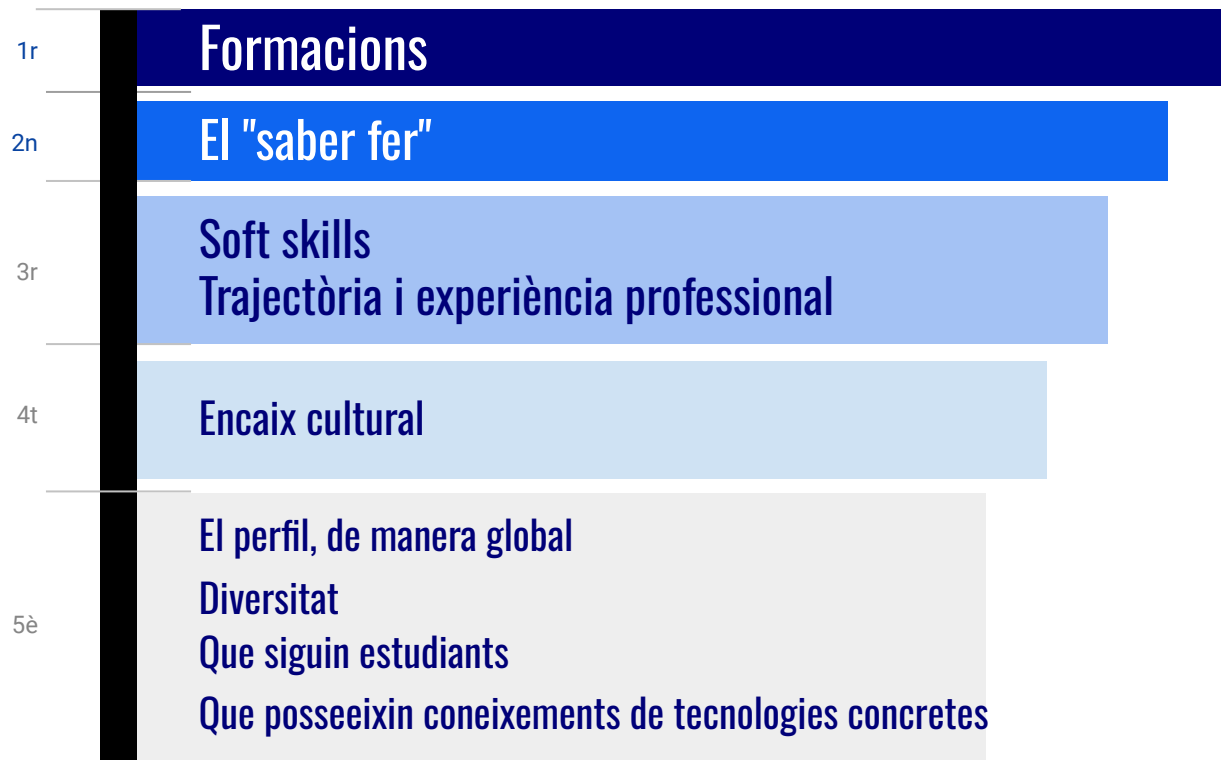 1r
Formacions
2n
El "saber fer"
3r
Soft skills
Trajectòria i experiència professional
4t
Encaix cultural
5è
El perfil, de manera global
Diversitat
Que siguin estudiants
Que posseeixin coneixements de tecnologies concretes